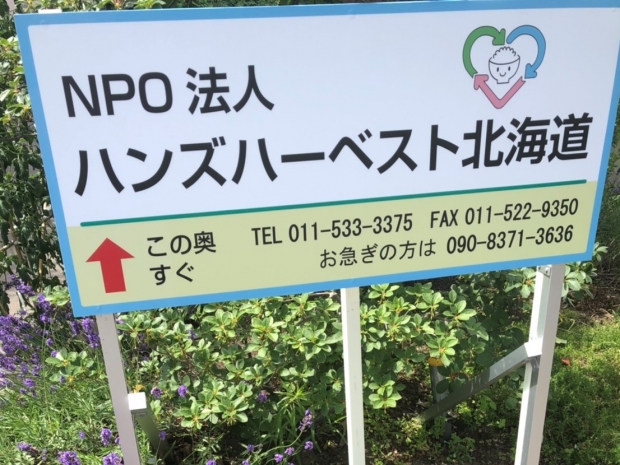 NPO 法人
ハンズハーベスト北海道
この奥
すぐ
TEL 011-533-3375 FAX 011-522-9350
お急ぎの方は 090-8371-3636